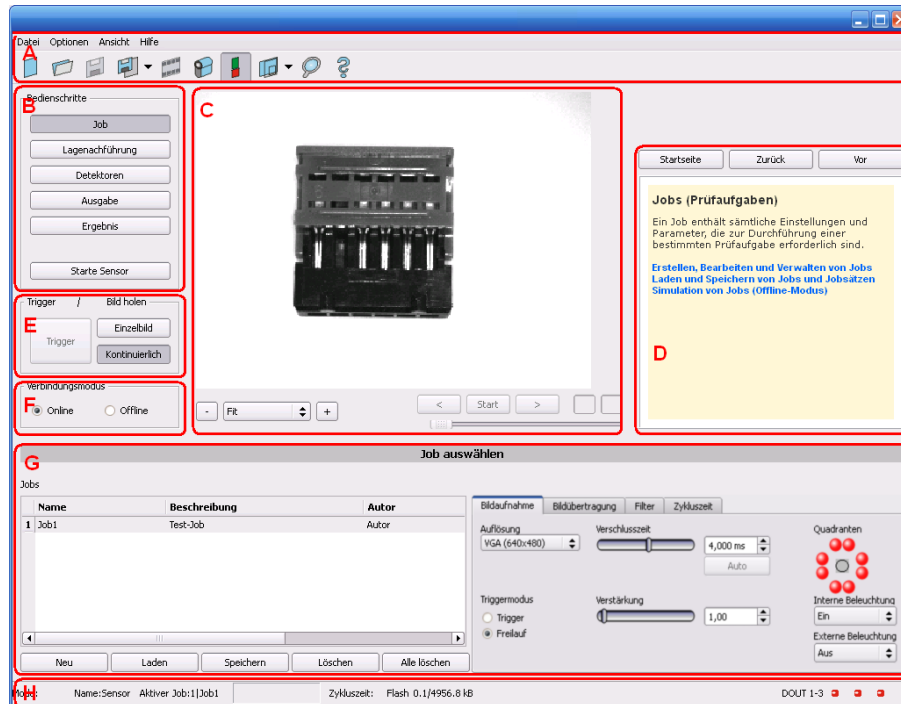 Datei Optionen Ansicht Hilfe
A
B
Bedienschritte
Job
Lagenachführung
Detektoren
Ausgabe
Ergebnis
Starte Sensor
C
Startseite Zurück Vor
Jobs (Prüfaufgaben)
Ein Job enthält sämtliche Einstellungen und
Parameter, die zur Durchführung einer
bestimmten Prüfaufgabe erforderlich sind.
Erstellen, Bearbeiten und Verwalten von Jobs
Laden und Speichern von Jobs und Jobsätzen
Simulation von Jobs (Offline-Modus)
D
Trigger / Bild holen
E
Trigger
Einzelbild
Kontinuierlich
Verbindungsmodus
F
Online Offline
- Fit + < Start >
G
Job auswählen
Jobs
Name Beschreibung Autor
1 Job1 Test-Job Autor
Neu Laden Speichern Löschen Alle löschen
Bildaufnahme Bildübertragung Filter Zykluszeit
Auflösung Verschlusszeit Quadranten
VGA (640x480) 4,000 ms
Auto
Triggermodus Verstärkung Interne Beleuchtung
Trigger 1,00 Ein
Freilauf
Externe Beleuchtung
Aus
H
Name:Sensor Aktiver Job:1|Job1 Zykluszeit: Flash 0.1/4956.8 kB DOUT 1-3